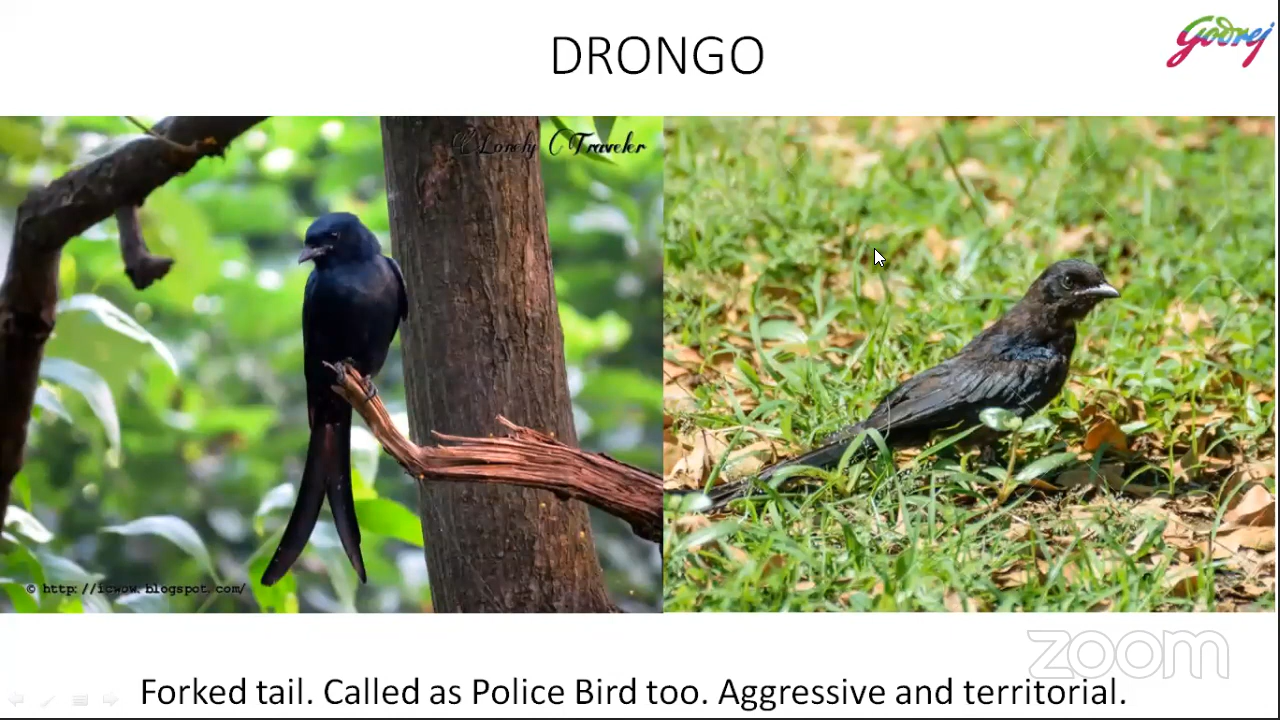 DRONGO
Godrej
Lonely Traveler
© http://icwow.blogspot.com/
zoom
Forked tail. Called as Police Bird too. Aggressive and territorial.